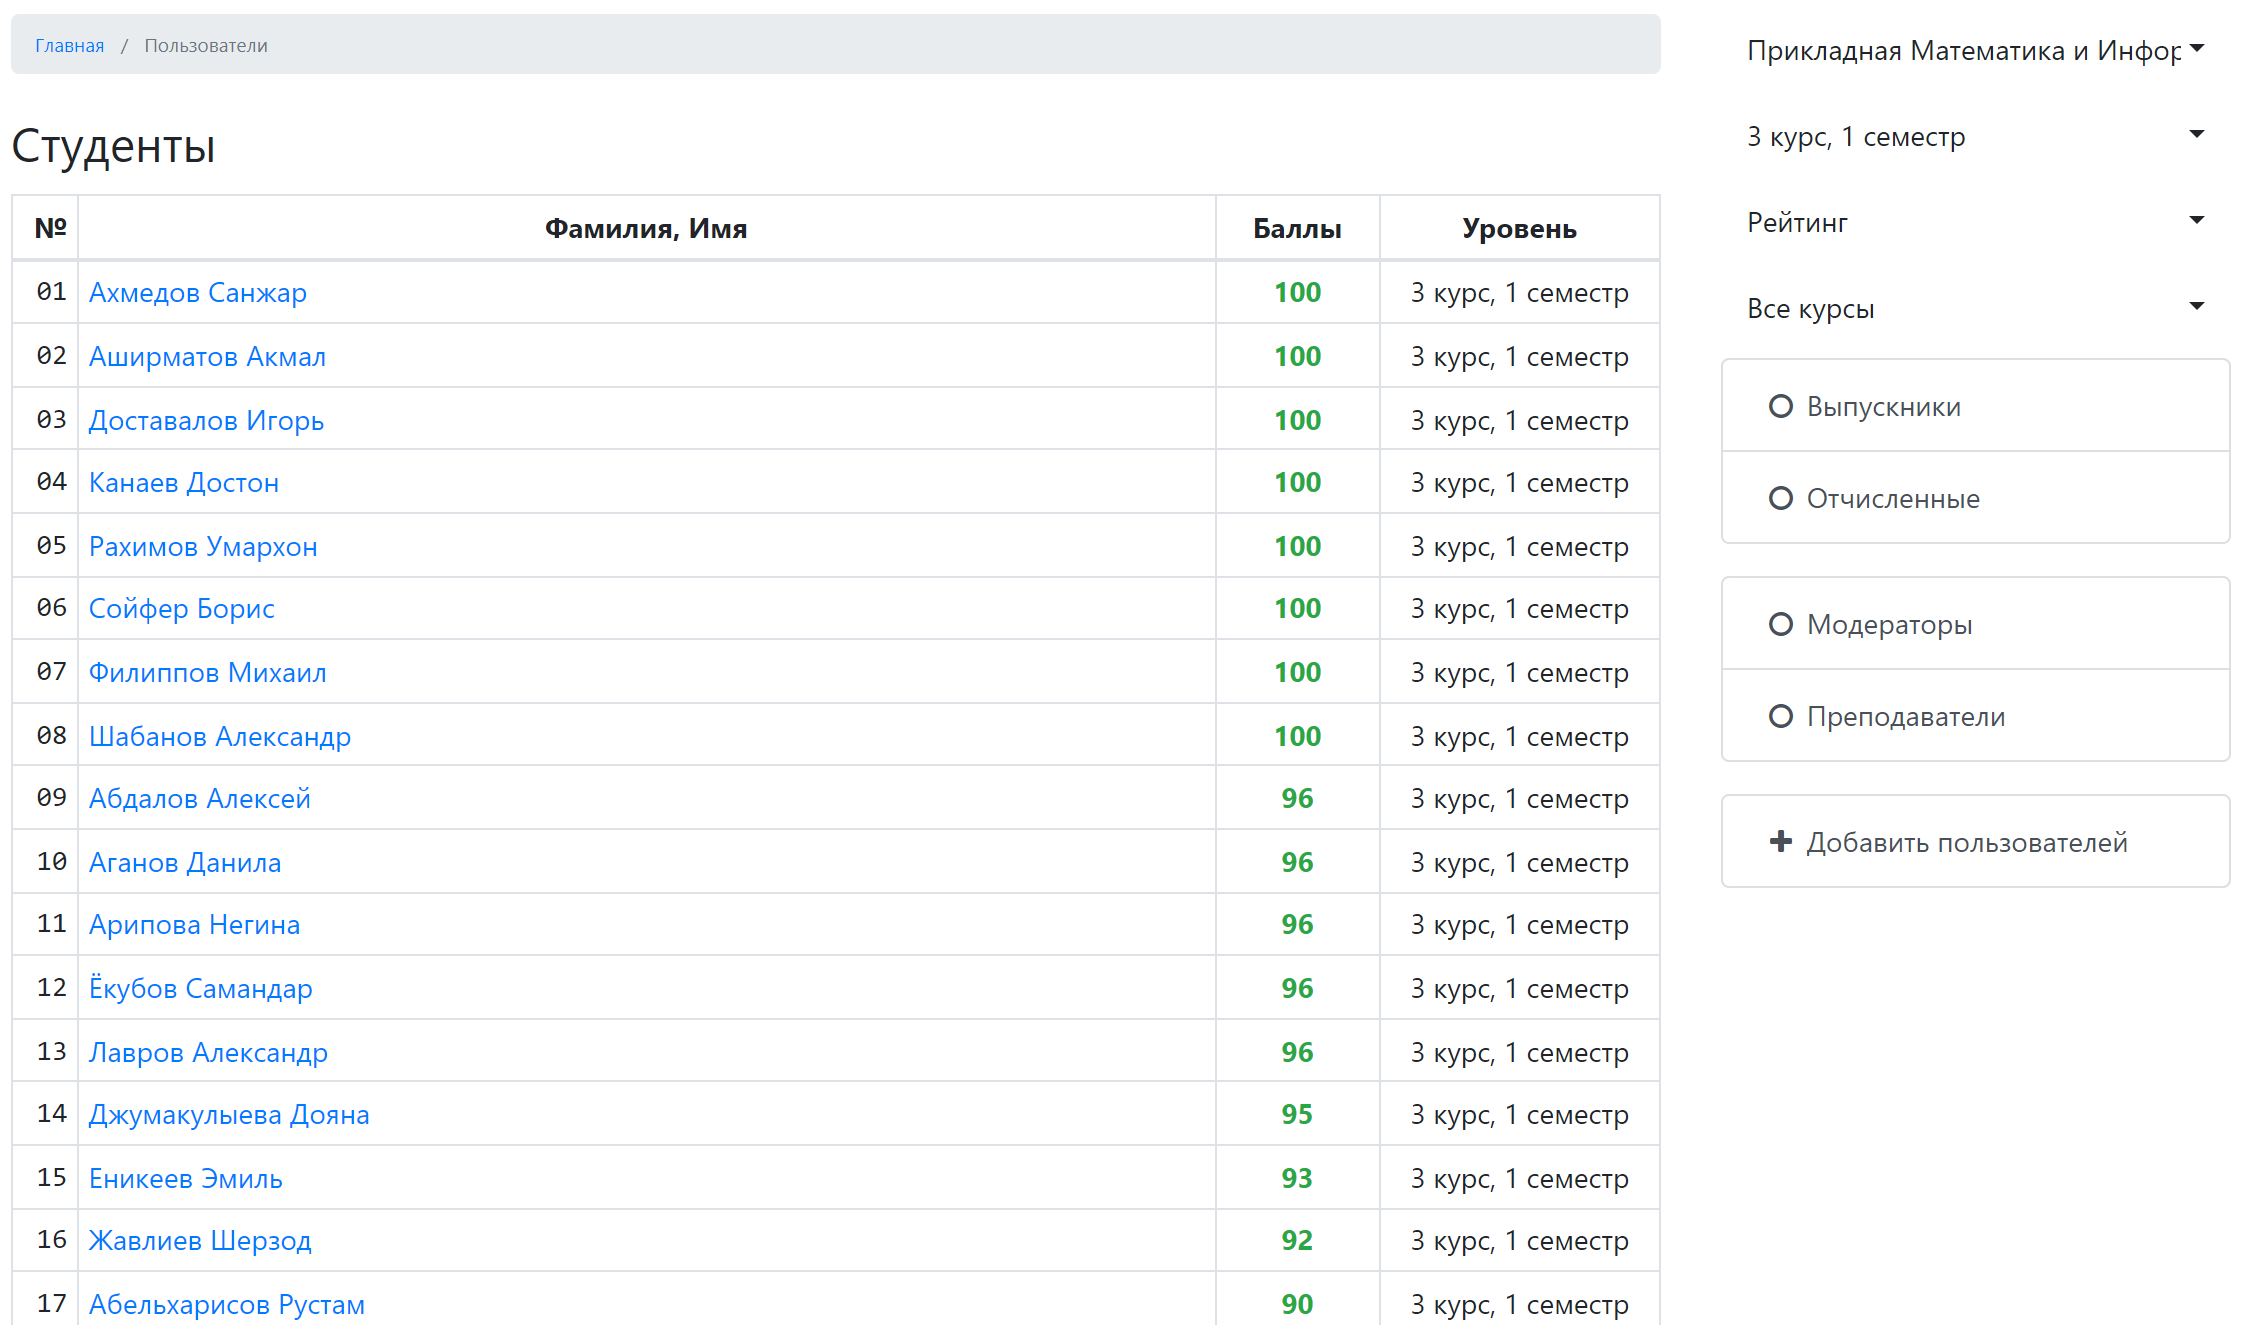 Главная / Пользователи
Студенты
№ Фамилия, Имя Баллы Уровень
01 Ахмедов Санжар 100 3 курс, 1 семестр
02 Аширматов Акмал 100 3 курс, 1 семестр
03 Доставалов Игорь 100 3 курс, 1 семестр
04 Канаев Достон 100 3 курс, 1 семестр
05 Рахимов Умархон 100 3 курс, 1 семестр
06 Сойфер Борис 100 3 курс, 1 семестр
07 Филиппов Михаил 100 3 курс, 1 семестр
08 Шабанов Александр 100 3 курс, 1 семестр
09 Абдалов Алексей 96 3 курс, 1 семестр
10 Аганов Данила 96 3 курс, 1 семестр
11 Арипова Негина 96 3 курс, 1 семестр
12 Ёкубов Самандар 96 3 курс, 1 семестр
13 Лавров Александр 96 3 курс, 1 семестр
14 Джумакулыева Дояна 95 3 курс, 1 семестр
15 Еникеев Эмиль 93 3 курс, 1 семестр
16 Жавлиев Шерзод 92 3 курс, 1 семестр
17 Абельхарисов Рустам 90 3 курс, 1 семестр
Прикладная Математика и Инфор
3 курс, 1 семестр
Рейтинг
Все курсы
Выпускники
Отчисленные
Модераторы
Преподаватели
Добавить пользователей